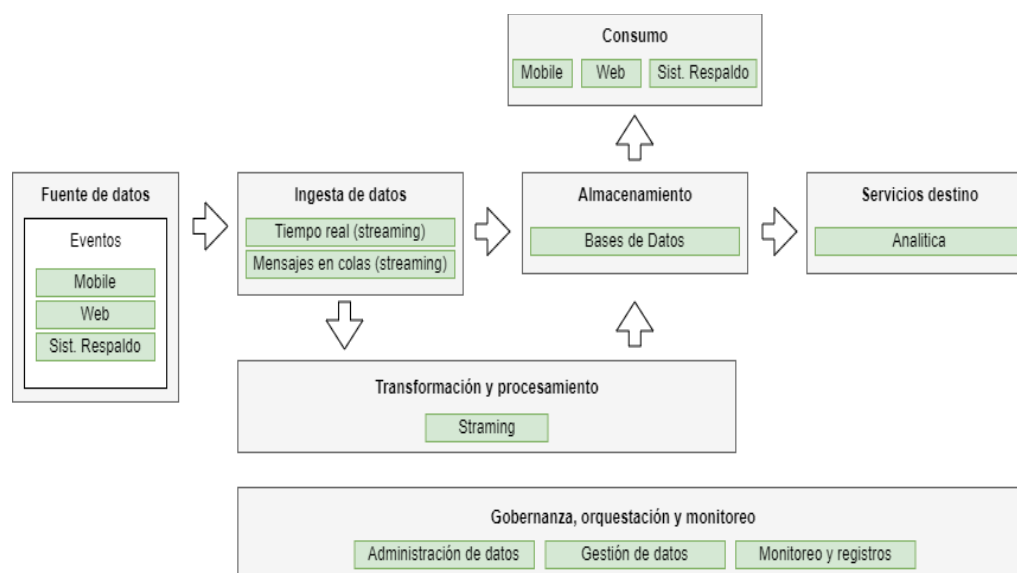 Consumo
Mobile Web Sist. Respaldo
Fuente de datos
Eventos
Mobile
Web
Sist. Respaldo
Ingesta de datos
Tiempo real (streaming)
Mensajes en colas (streaming)
Almacenamiento
Bases de Datos
Servicios destino
Analitica
Transformación y procesamiento
Straming
Gobernanza, orquestación y monitoreo
Administración de datos Gestión de datos Monitoreo y registros